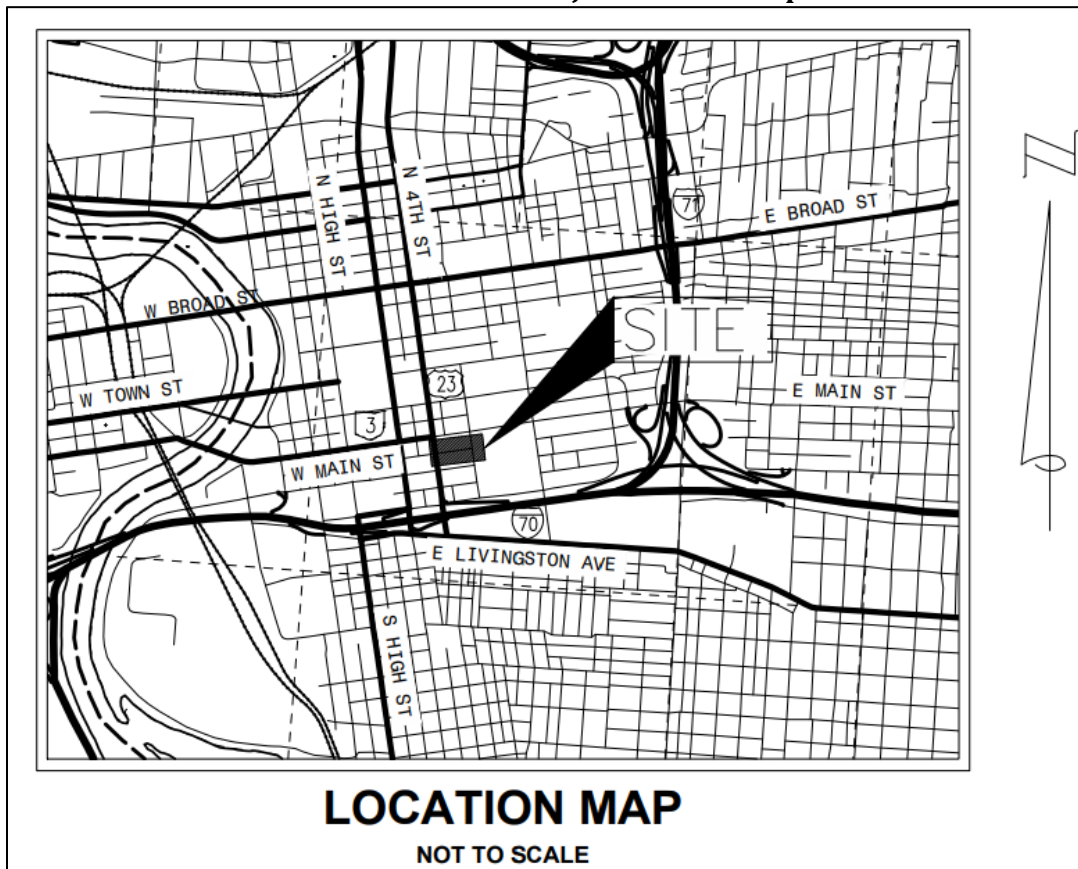 N HIGH ST
N 4TH ST
71
E BROAD ST
W BROAD ST
SITE
W TOWN ST
23
E MAIN ST
3
W MAIN ST
70
E LIVINGSTON AVE
S HIGH ST
N
LOCATION MAP
NOT TO SCALE